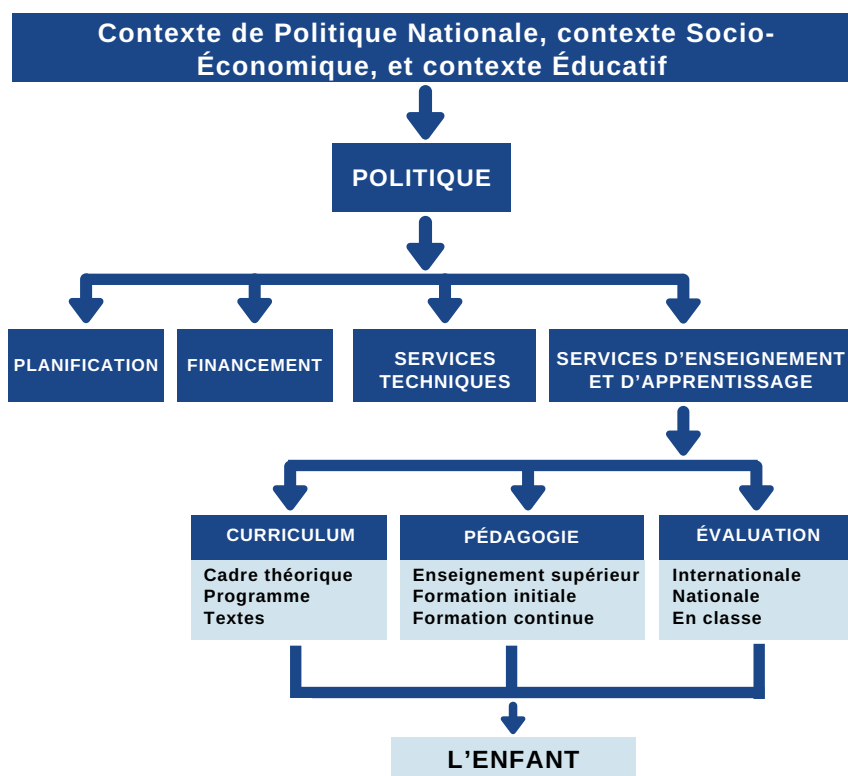 Contexte de Politique Nationale, contexte Socio-
Économique, et contexte Éducatif
POLITIQUE
PLANIFICATION
FINANCEMENT
SERVICES
TECHNIQUES
SERVICES D’ENSEIGNEMENT
ET D’APPRENTISSAGE
CURRICULUM
Cadre théorique
Programme
Textes
PÉDAGOGIE
Enseignement supérieur
Formation initiale
Formation continue
ÉVALUATION
Internationale
Nationale
En classe
L’ENFANT